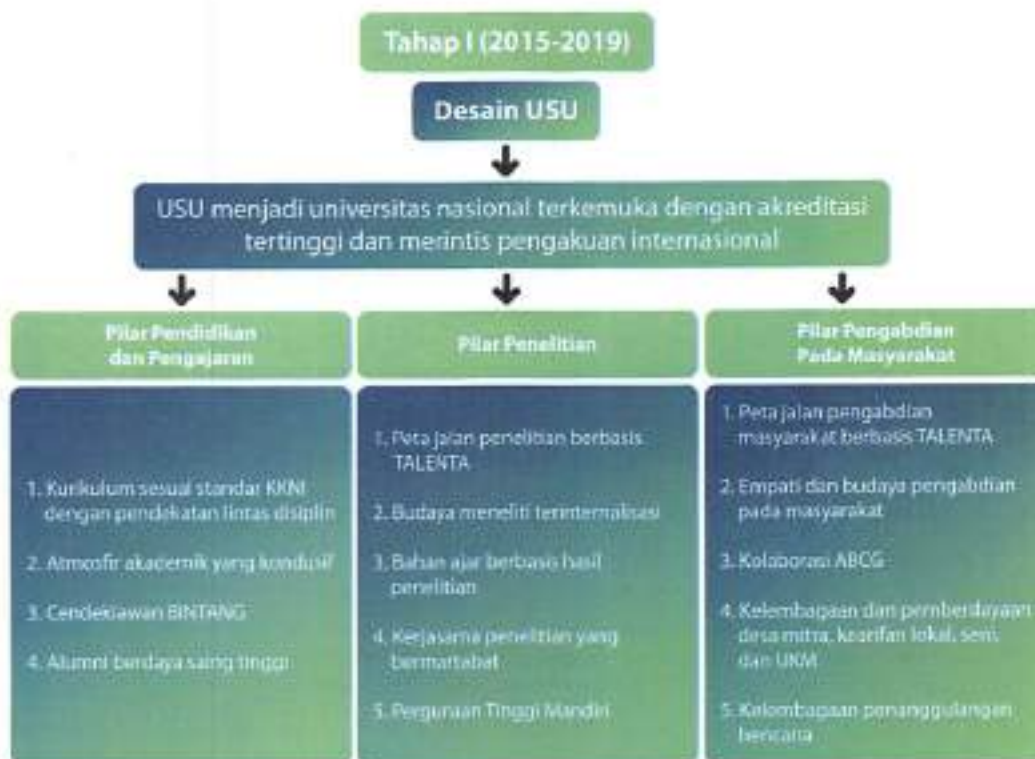 Tahap I (2015-2019)
Desain USU
USU menjadi universitas nasional terkemuka dengan akreditasi
tertinggi dan merintis pengakuan internasional
Pilar Pendidikan
dan Pengajaran
1. Kurikulum sesuai standar KKNI
dengan pendekatan lintas disiplin
2. Atmosfir akademik yang kondusif
3. Cendekiawan BINTANG
4. Alumni berdaya saing tinggi
Pilar Penelitian
1. Peta jalan penelitian berbasis
TALENTA
2. Budaya meneliti terinternalisasi
3. Bahan ajar berbasis hasil
penelitian
4. Kerjasama penelitian yang
bermartabat
5. Perguruan Tinggi Mandiri
Pilar Pengabdian
Pada Masyarakat
1. Peta jalan pengabdian
masyarakat berbasis TALENTA
2. Empati dan budaya pengabdian
pada masyarakat
3. Kolaborasi ABCG
4. Kelembagaan dan pemberdayaan
desa mitra, kearifan lokal, seni,
dan UKM
5. Kelembagaan penanggulangan
bencana